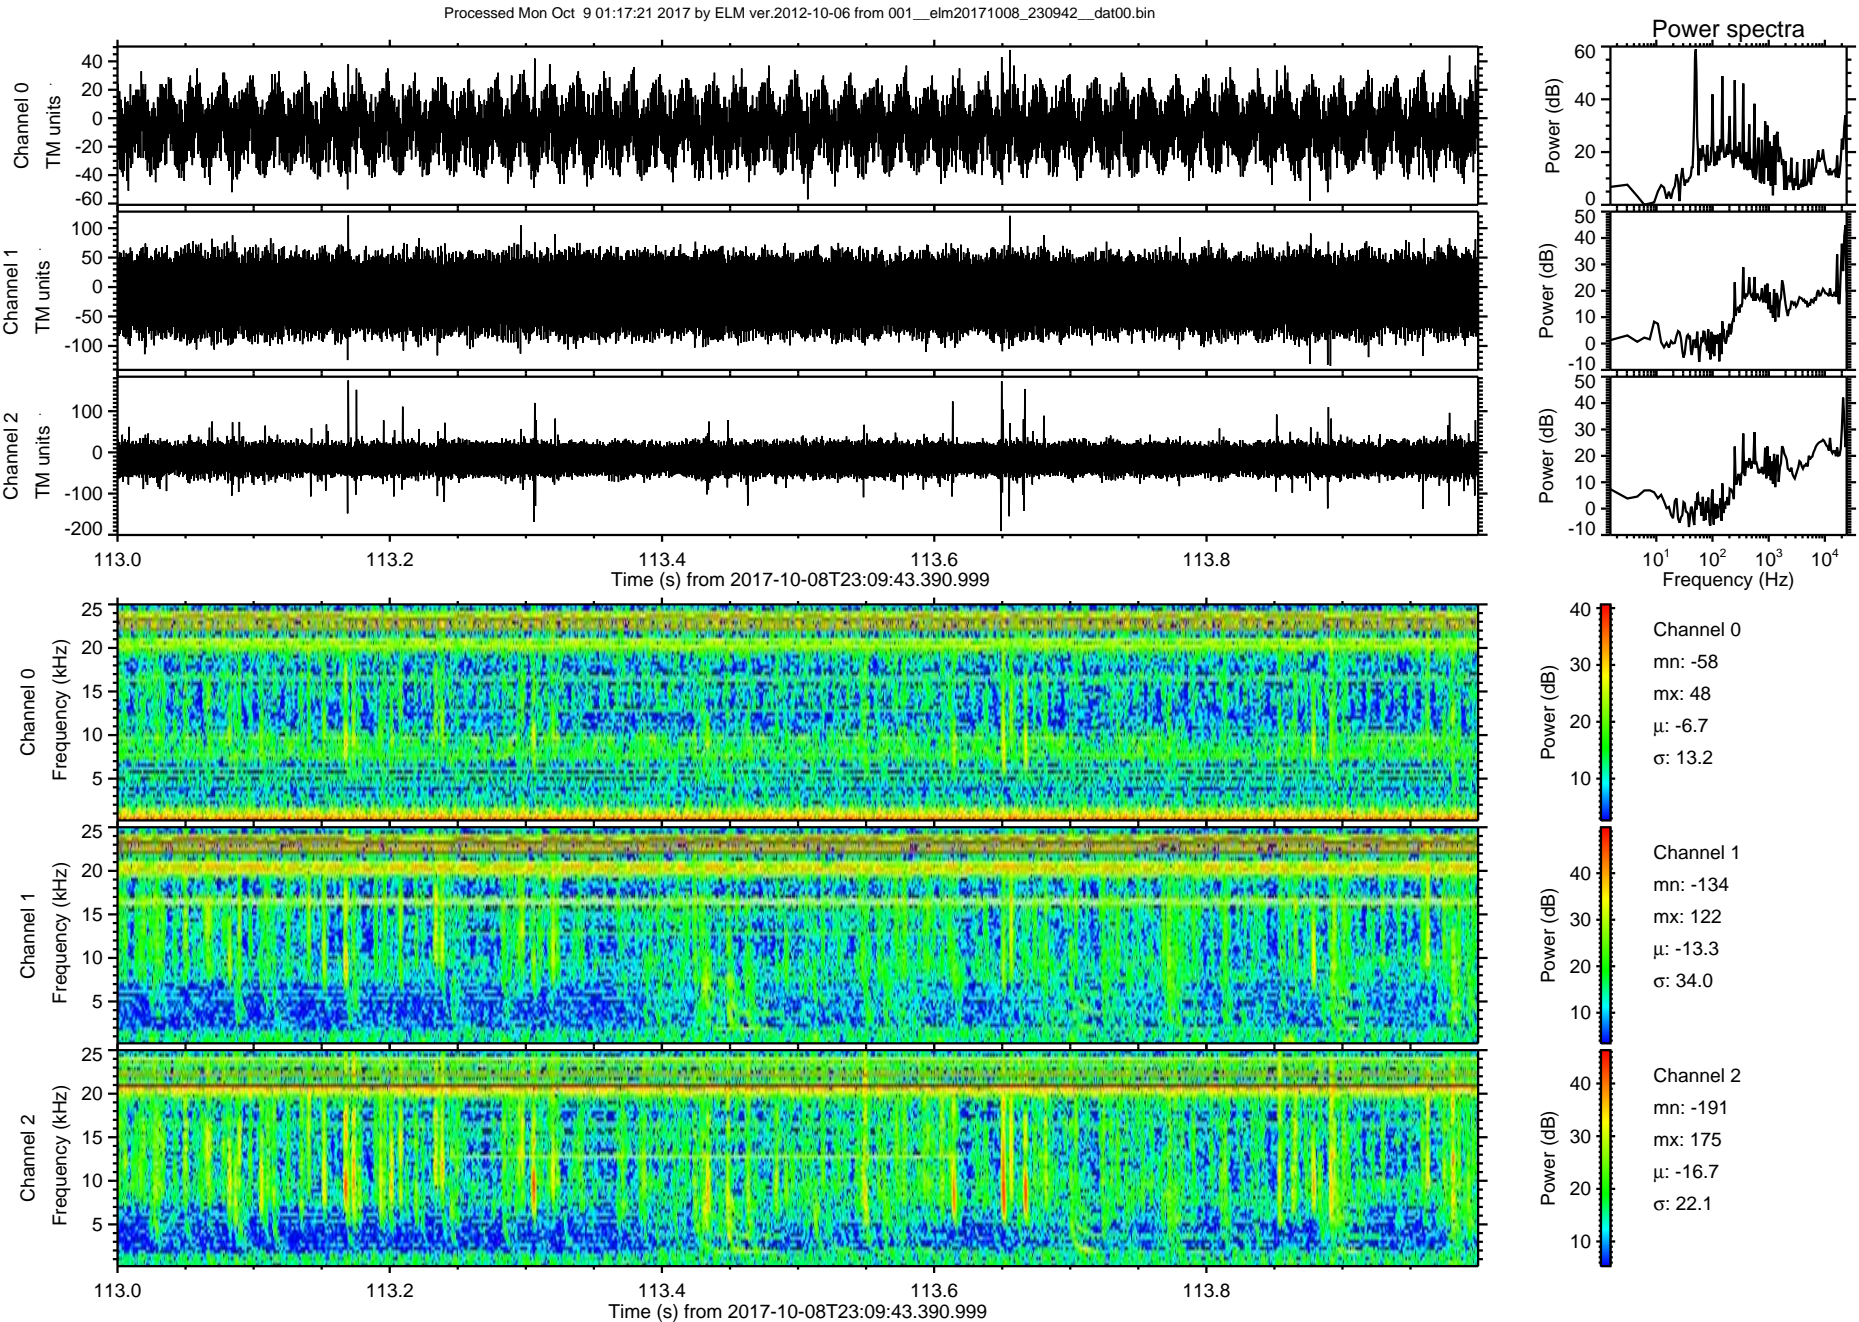 Processed Mon Oct  9 01:17:21 2017 by ELM ver.2012-10-06 from 001__elm20171008_230942__dat00.bin
Power spectra
Channel 0
TM units
40
20
0
-20
-40
-60
Power (dB)
60
40
20
0
Channel 1
TM units
100
50
0
-50
-100
Power (dB)
50
40
30
20
10
0
-10
Channel 2
TM units
100
0
-100
-200
Power (dB)
50
40
30
20
10
0
-10
113.0 113.2 113.4 113.6 113.8
Time (s) from 2017-10-08T23:09:43.390.999
10^1 10^2 10^3 10^4
Frequency (Hz)
Channel 0
Frequency (kHz)
25
20
15
10
5
Power (dB)
40
30
20
10
Channel 0
mn: -58
mx: 48
μ: -6.7
σ: 13.2
Channel 1
Frequency (kHz)
25
20
15
10
5
Power (dB)
40
30
20
10
Channel 1
mn: -134
mx: 122
μ: -13.3
σ: 34.0
Channel 2
Frequency (kHz)
25
20
15
10
5
Power (dB)
40
30
20
10
Channel 2
mn: -191
mx: 175
μ: -16.7
σ: 22.1
113.0 113.2 113.4 113.6 113.8
Time (s) from 2017-10-08T23:09:43.390.999